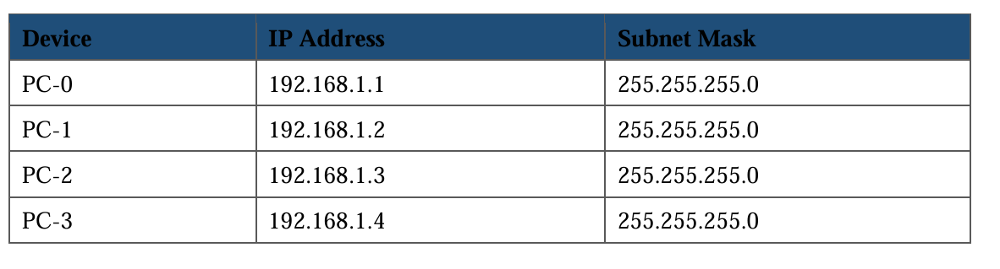 Device IP Address Subnet Mask
PC-0 192.168.1.1 255.255.255.0
PC-1 192.168.1.2 255.255.255.0
PC-2 192.168.1.3 255.255.255.0
PC-3 192.168.1.4 255.255.255.0